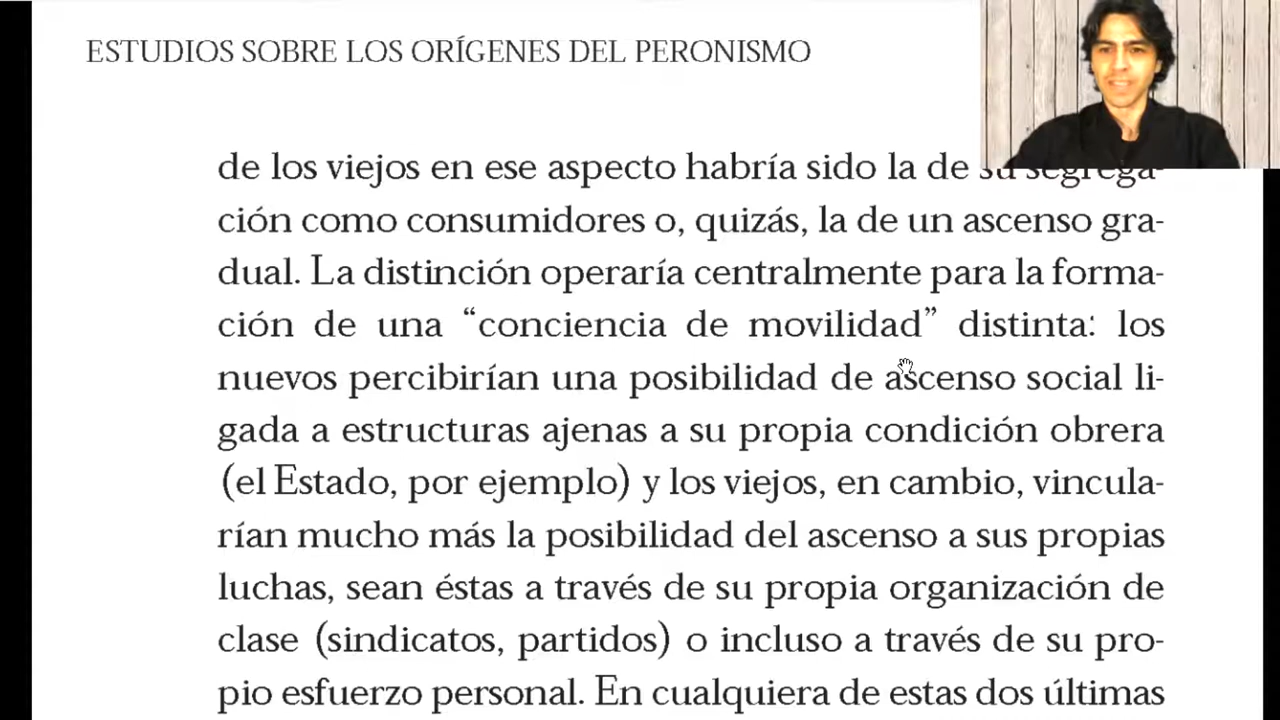 ESTUDIOS SOBRE LOS ORÍGENES DEL PERONISMO
de los viejos en ese aspecto habría sido la de su segrega-
ción como consumidores o, quizás, la de un ascenso gra-
dual. La distinción operaría centralmente para la forma-
ción de una “conciencia de movilidad” distinta: los
nuevos percibirían una posibilidad de ascenso social li-
gada a estructuras ajenas a su propia condición obrera
(el Estado, por ejemplo) y los viejos, en cambio, vincula-
rían mucho más la posibilidad del ascenso a sus propias
luchas, sean éstas a través de su propia organización de
clase (sindicatos, partidos) o incluso a través de su pro-
pio esfuerzo personal. En cualquiera de estas dos últimas